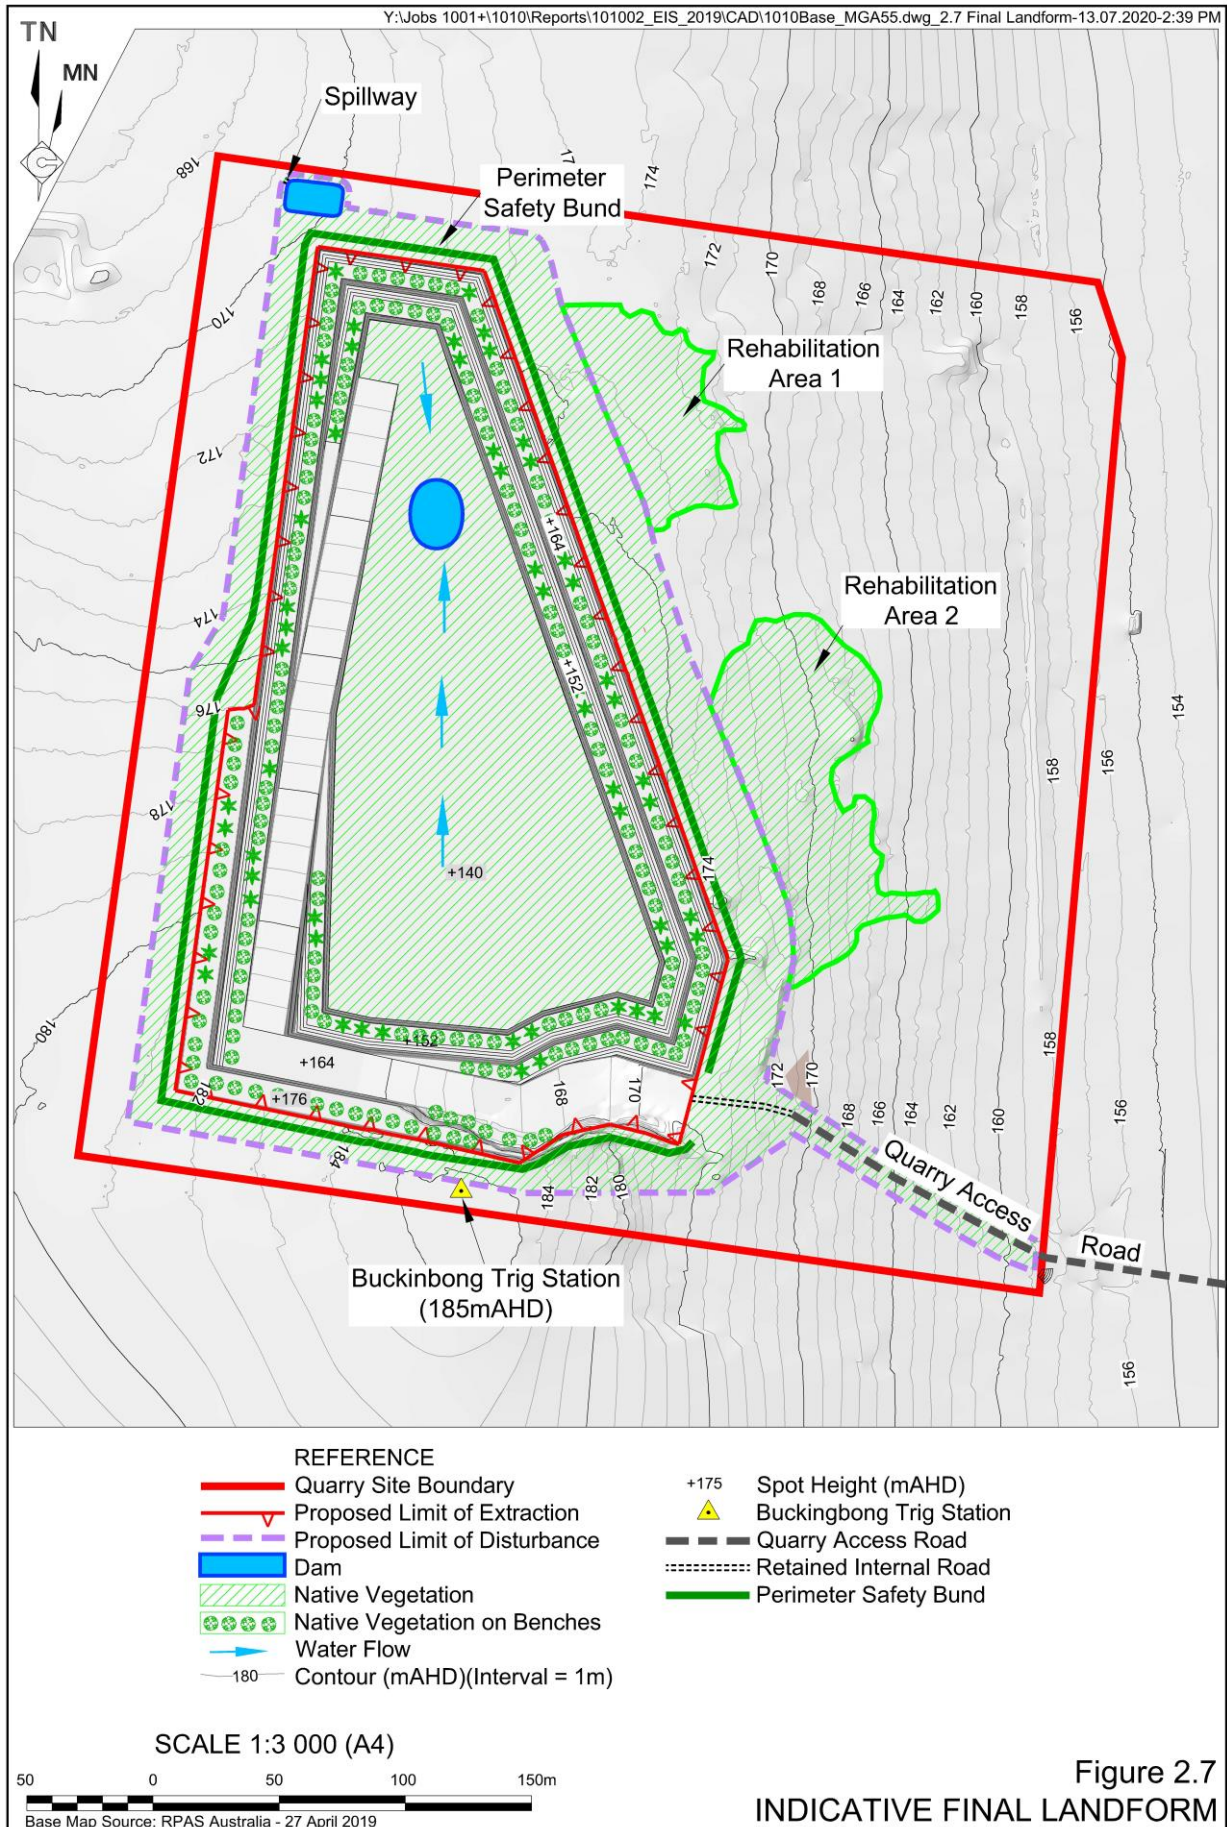 Y:\Jobs 1001+\1010\Reports\101002_EIS_2019\CAD\1010Base_MGA55.dwg_2.7 Final Landform-13.07.2020-2:39 PM
TN
MN
Spillway
Perimeter
Safety Bund
168
174
172
170
168
166
164
162
160
158
156
170
Rehabilitation
Area 1
172
+164
Rehabilitation
Area 2
174
+152
176
154
158
156
178
174
+140
180
+152
158
+164
172
170
182
+176
168
170
168
166
164
162
160
156
184
184
182
180
Quarry Access
Road
Buckinbong Trig Station
(185mAHD)
156
REFERENCE
Quarry Site Boundary
Proposed Limit of Extraction
Proposed Limit of Disturbance
Dam
Native Vegetation
Native Vegetation on Benches
Water Flow
180 Contour (mAHD)(Interval = 1m)
+175 Spot Height (mAHD)
Buckingbong Trig Station
Quarry Access Road
Retained Internal Road
Perimeter Safety Bund
SCALE 1:3 000 (A4)
50 0 50 100 150m
Base Map Source: RPAS Australia - 27 April 2019
Figure 2.7
INDICATIVE FINAL LANDFORM